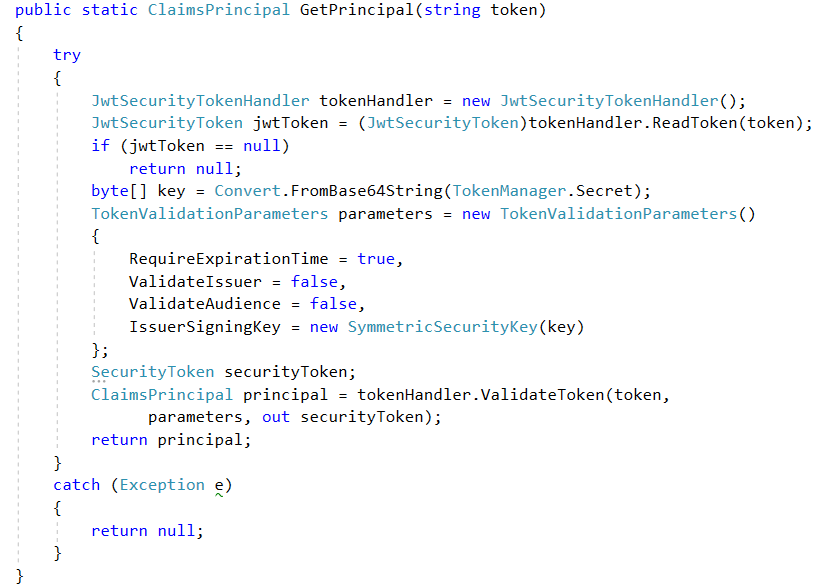 public static ClaimsPrincipal GetPrincipal(string token)
{
    try
    {
        JwtSecurityTokenHandler tokenHandler = new JwtSecurityTokenHandler();
        JwtSecurityToken jwtToken = (JwtSecurityToken)tokenHandler.ReadToken(token);
        if (jwtToken == null)
            return null;
        byte[] key = Convert.FromBase64String(TokenManager.Secret);
        TokenValidationParameters parameters = new TokenValidationParameters()
        {
            RequireExpirationTime = true,
            ValidateIssuer = false,
            ValidateAudience = false,
            IssuerSigningKey = new SymmetricSecurityKey(key)
        };
        SecurityToken securityToken;
        ClaimsPrincipal principal = tokenHandler.ValidateToken(token,
              parameters, out securityToken);
        return principal;
    }
    catch (Exception e)
    {
        return null;
    }
}